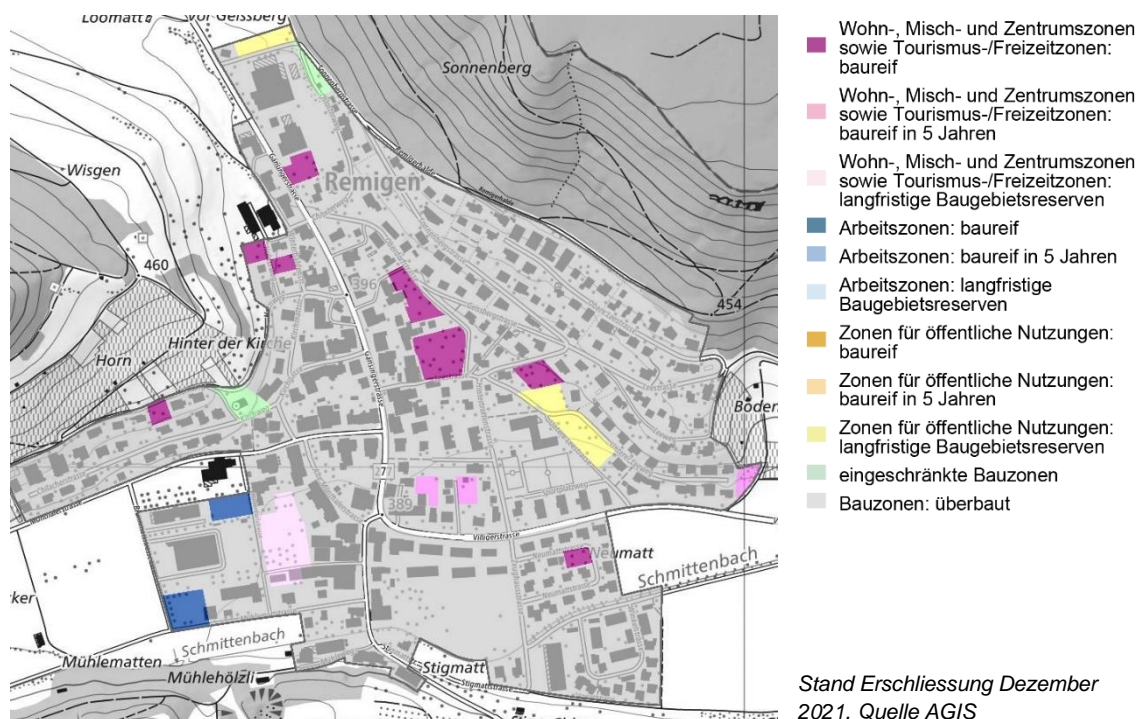 Loomatt
Vor Geissberg
Sonnenberg
Wisgen
Remigen
460
396
454
Horn
Hinter der Kirche
Boden
7
389
Villigerstrasse
Neumatt
Schmittenbach
Schmittenbach
Mühlematten
Mühlehölzli
Stigmatt
Stigmattstrasse
Wohn-, Misch- und Zentrumszonen
sowie Tourismus-/Freizeitzonen:
baureif
Wohn-, Misch- und Zentrumszonen
sowie Tourismus-/Freizeitzonen:
baureif in 5 Jahren
Wohn-, Misch- und Zentrumszonen
sowie Tourismus-/Freizeitzonen:
langfristige Baugebietsreserven
Arbeitszonen: baureif
Arbeitszonen: baureif in 5 Jahren
Arbeitszonen: langfristige
Baugebietsreserven
Zonen für öffentliche Nutzungen:
baureif
Zonen für öffentliche Nutzungen:
baureif in 5 Jahren
Zonen für öffentliche Nutzungen:
langfristige Baugebietsreserven
eingeschränkte Bauzonen
Bauzonen: überbaut
Stand Erschliessung Dezember
2021. Quelle AGIS